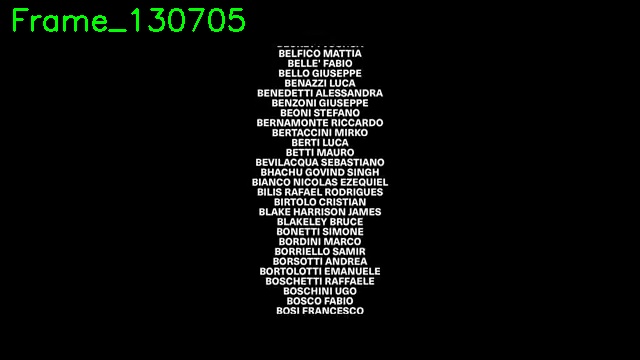 Frame_130705
BELFICO MATTIA
BELLE' FABIO
BELLO GIUSEPPE
BENAZZI LUCA
BENEDETTI ALESSANDRA
BENZONI GIUSEPPE
BEONI STEFANO
BERNAMONTE RICCARDO
BERTACCINI MIRKO
BERTI LUCA
BETTI MAURO
BEVILACQUA SEBASTIANO
BHACHU GOVIND SINGH
BIANCO NICOLAS EZEQUIEL
BILIS RAFAEL RODRIGUES
BIRTOLO CRISTIAN
BLAKE HARRISON JAMES
BLAKELEY BRUCE
BONETTI SIMONE
BORDINI MARCO
BORRIELLO SAMIR
BORSOTTI ANDREA
BORTOLOTTI EMANUELE
BOSCHETTI RAFFAELE
BOSCHINI UGO
BOSCO FABIO
BOSI FRANCESCO